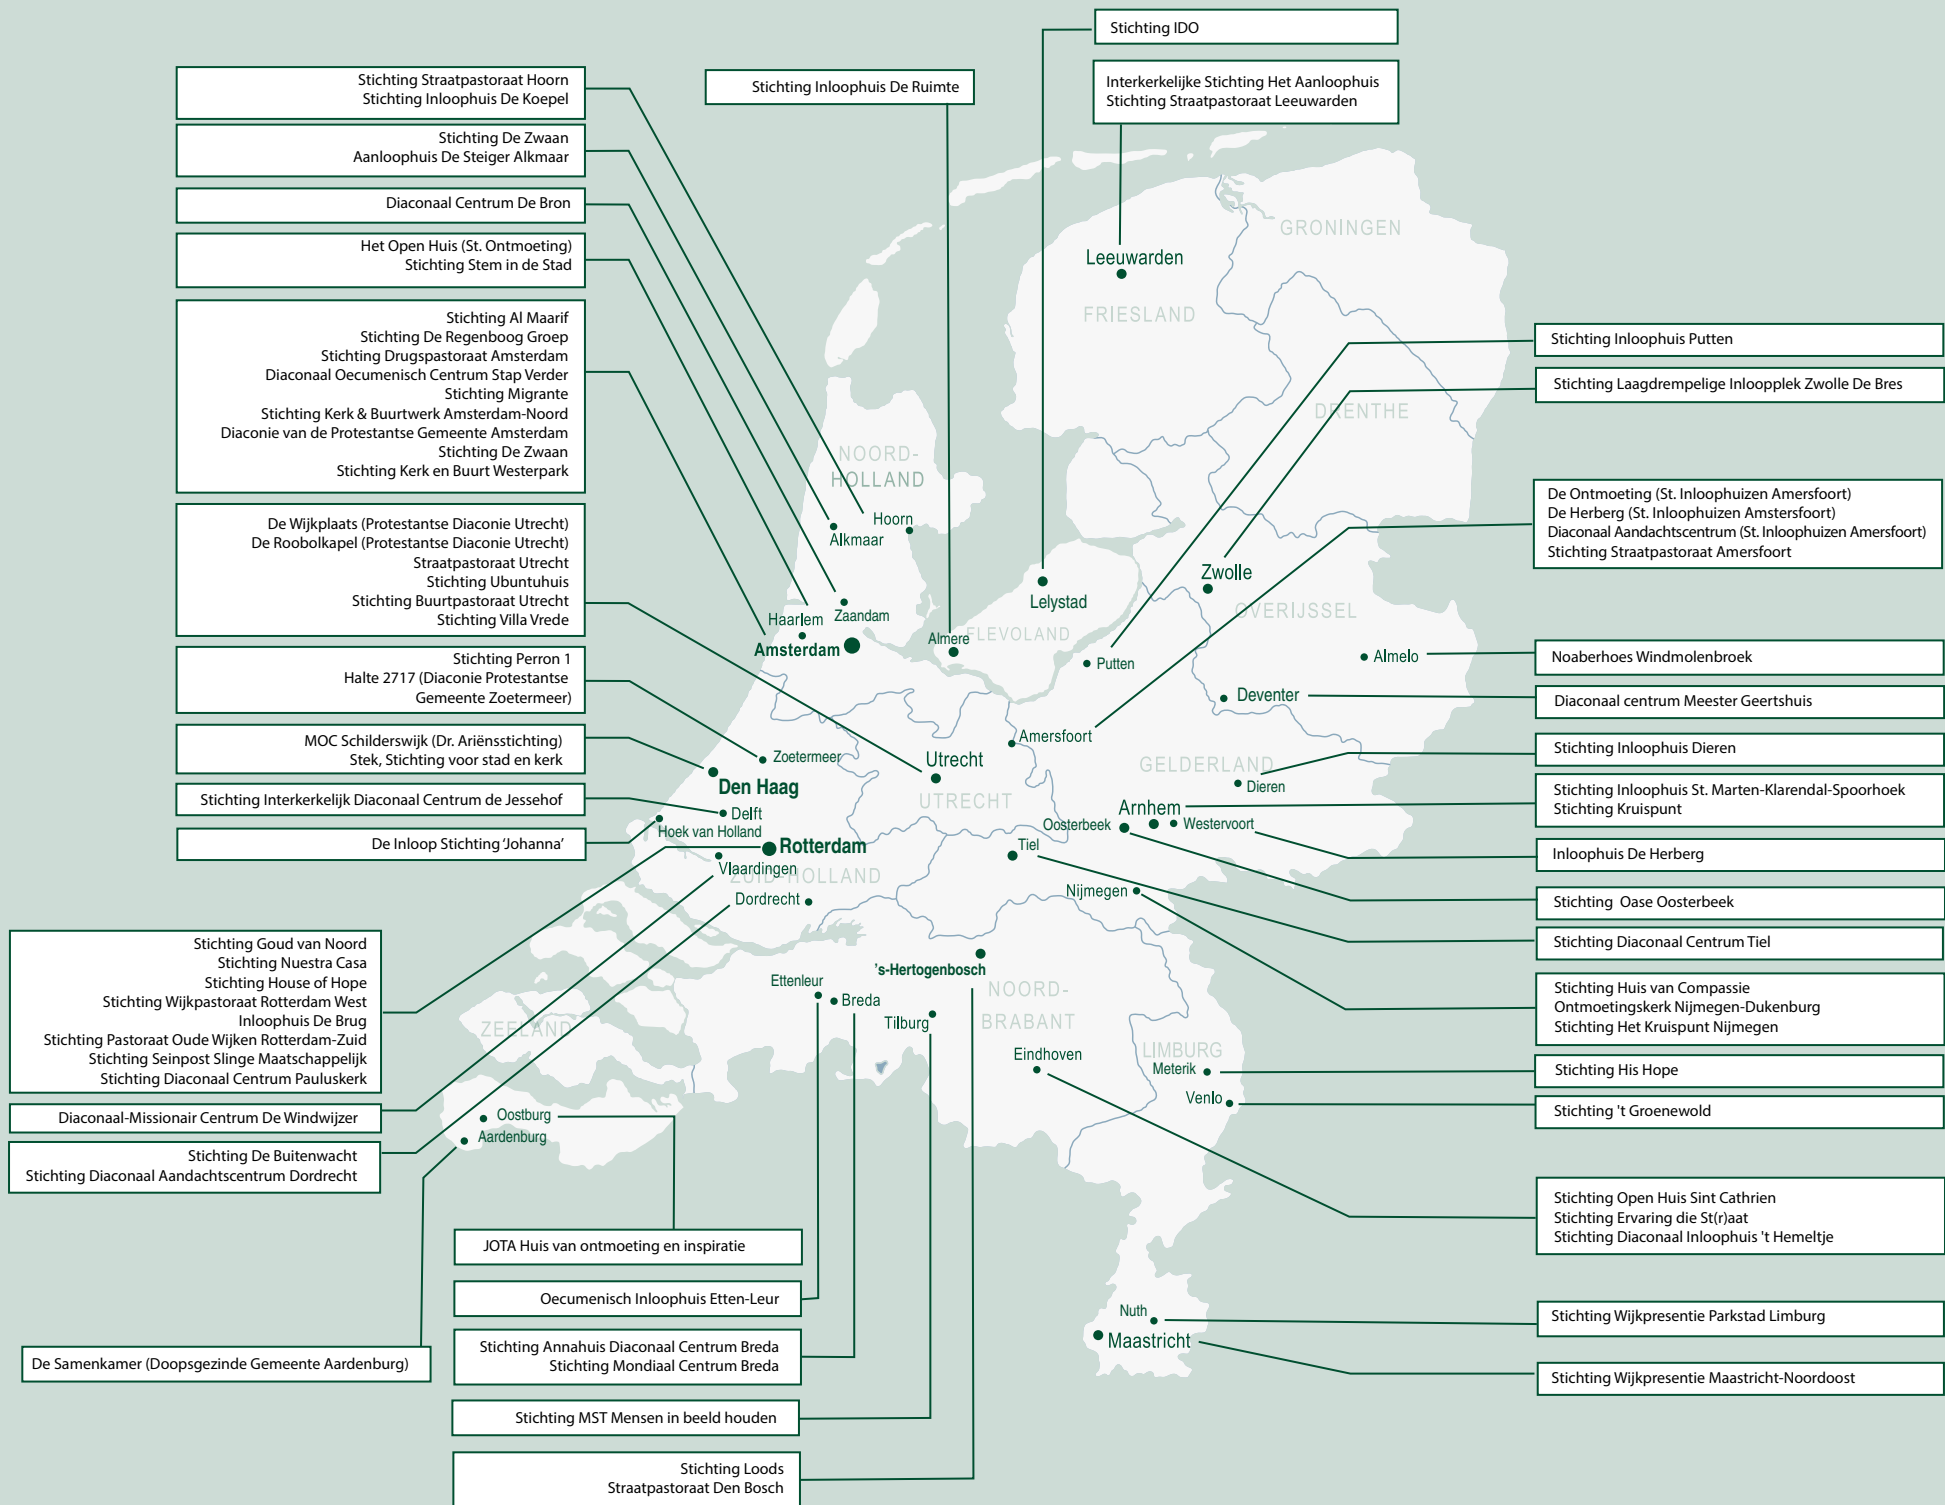 Stichting IDO
Interkerkelijke Stichting Het Aanloophuis
Stichting Straatpastoraat Leeuwarden
Stichting Inloophuis De Ruimte
Stichting Straatpastoraat Hoorn
Stichting Inloophuis De Koepel
Stichting De Zwaan
Aanloophuis De Steiger Alkmaar
Diaconaal Centrum De Bron
Het Open Huis (St. Ontmoeting)
Stichting Stem in de Stad
Stichting Al Maarif
Stichting De Regenboog Groep
Stichting Drugspastoraat Amsterdam
Diaconaal Oecumenisch Centrum Stap Verder
Stichting Migrante
Stichting Kerk & Buurtwerk Amsterdam-Noord
Diaconie van de Protestantse Gemeente Amsterdam
Stichting De Zwaan
Stichting Kerk en Buurt Westerpark
De Wijkplaats (Protestantse Diaconie Utrecht)
De Roobolkapel (Protestantse Diaconie Utrecht)
Straatpastoraat Utrecht
Stichting Ubuntuhuis
Stichting Buurtpastoraat Utrecht
Stichting Villa Vrede
Stichting Perron 1
Halte 2717 (Diaconie Protestantse
Gemeente Zoetermeer)
MOC Schilderswijk (Dr. Ariënsstichting)
Stek, Stichting voor stad en kerk
Stichting Interkerkelijk Diaconaal Centrum de Jessehof
De Inloop Stichting ‘Johanna’
Stichting Goud van Noord
Stichting Nuestra Casa
Stichting House of Hope
Stichting Wijkpastoraat Rotterdam West
Inloophuis De Brug
Stichting Pastoraat Oude Wijken Rotterdam-Zuid
Stichting Seinpost Slinge Maatschappelijk
Stichting Diaconaal Centrum Pauluskerk
Diaconaal-Missionair Centrum De Windwijzer
Stichting De Buitenwacht
Stichting Diaconaal Aandachtscentrum Dordrecht
De Samenkamer (Doopsgezinde Gemeente Aardenburg)
JOTA Huis van ontmoeting en inspiratie
Oecumenisch Inloophuis Etten-Leur
Stichting Annahuis Diaconaal Centrum Breda
Stichting Mondiaal Centrum Breda
Stichting MST Mensen in beeld houden
Stichting Loods
Straatpastoraat Den Bosch
GRONINGEN
Leeuwarden
FRIESLAND
DRENTHE
NOORD-
HOLLAND
Hoorn
Alkmaar
Zwolle
Lelystad
OVERIJSSEL
Haarlem
Zaandam
Almere
FLEVOLAND
Amsterdam
Putten
Almelo
Deventer
Amersfoort
Zoetermeer
Utrecht
GELDERLAND
Den Haag
Dieren
UTRECHT
Arnhem
Delft
Oosterbeek
Westervoort
Hoek van Holland
Rotterdam
Tiel
Vlaardingen
ZUID-HOLLAND
Nijmegen
Dordrecht
's-Hertogenbosch
Ettenleur
NOORD-
BRABANT
Breda
Tilburg
ZEELAND
Eindhoven
LIMBURG
Meterik
Venlo
Oostburg
Aardenburg
Nuth
Maastricht
Stichting Inloophuis Putten
Stichting Laagdrempelige Inloopplek Zwolle De Bres
De Ontmoeting (St. Inloophuizen Amersfoort)
De Herberg (St. Inloophuizen Amstersfoort)
Diaconaal Aandachtscentrum (St. Inloophuizen Amersfoort)
Stichting Straatpastoraat Amersfoort
Noaberhoes Windmolenbroek
Diaconaal centrum Meester Geertshuis
Stichting Inloophuis Dieren
Stichting Inloophuis St. Marten-Klarendal-Spoorhoek
Stichting Kruispunt
Inloophuis De Herberg
Stichting Oase Oosterbeek
Stichting Diaconaal Centrum Tiel
Stichting Huis van Compassie
Ontmoetingskerk Nijmegen-Dukenburg
Stichting Het Kruispunt Nijmegen
Stichting His Hope
Stichting 't Groenewold
Stichting Open Huis Sint Cathrien
Stichting Ervaring die St(r)aat
Stichting Diaconaal Inloophuis 't Hemeltje
Stichting Wijkpresentie Parkstad Limburg
Stichting Wijkpresentie Maastricht-Noordoost